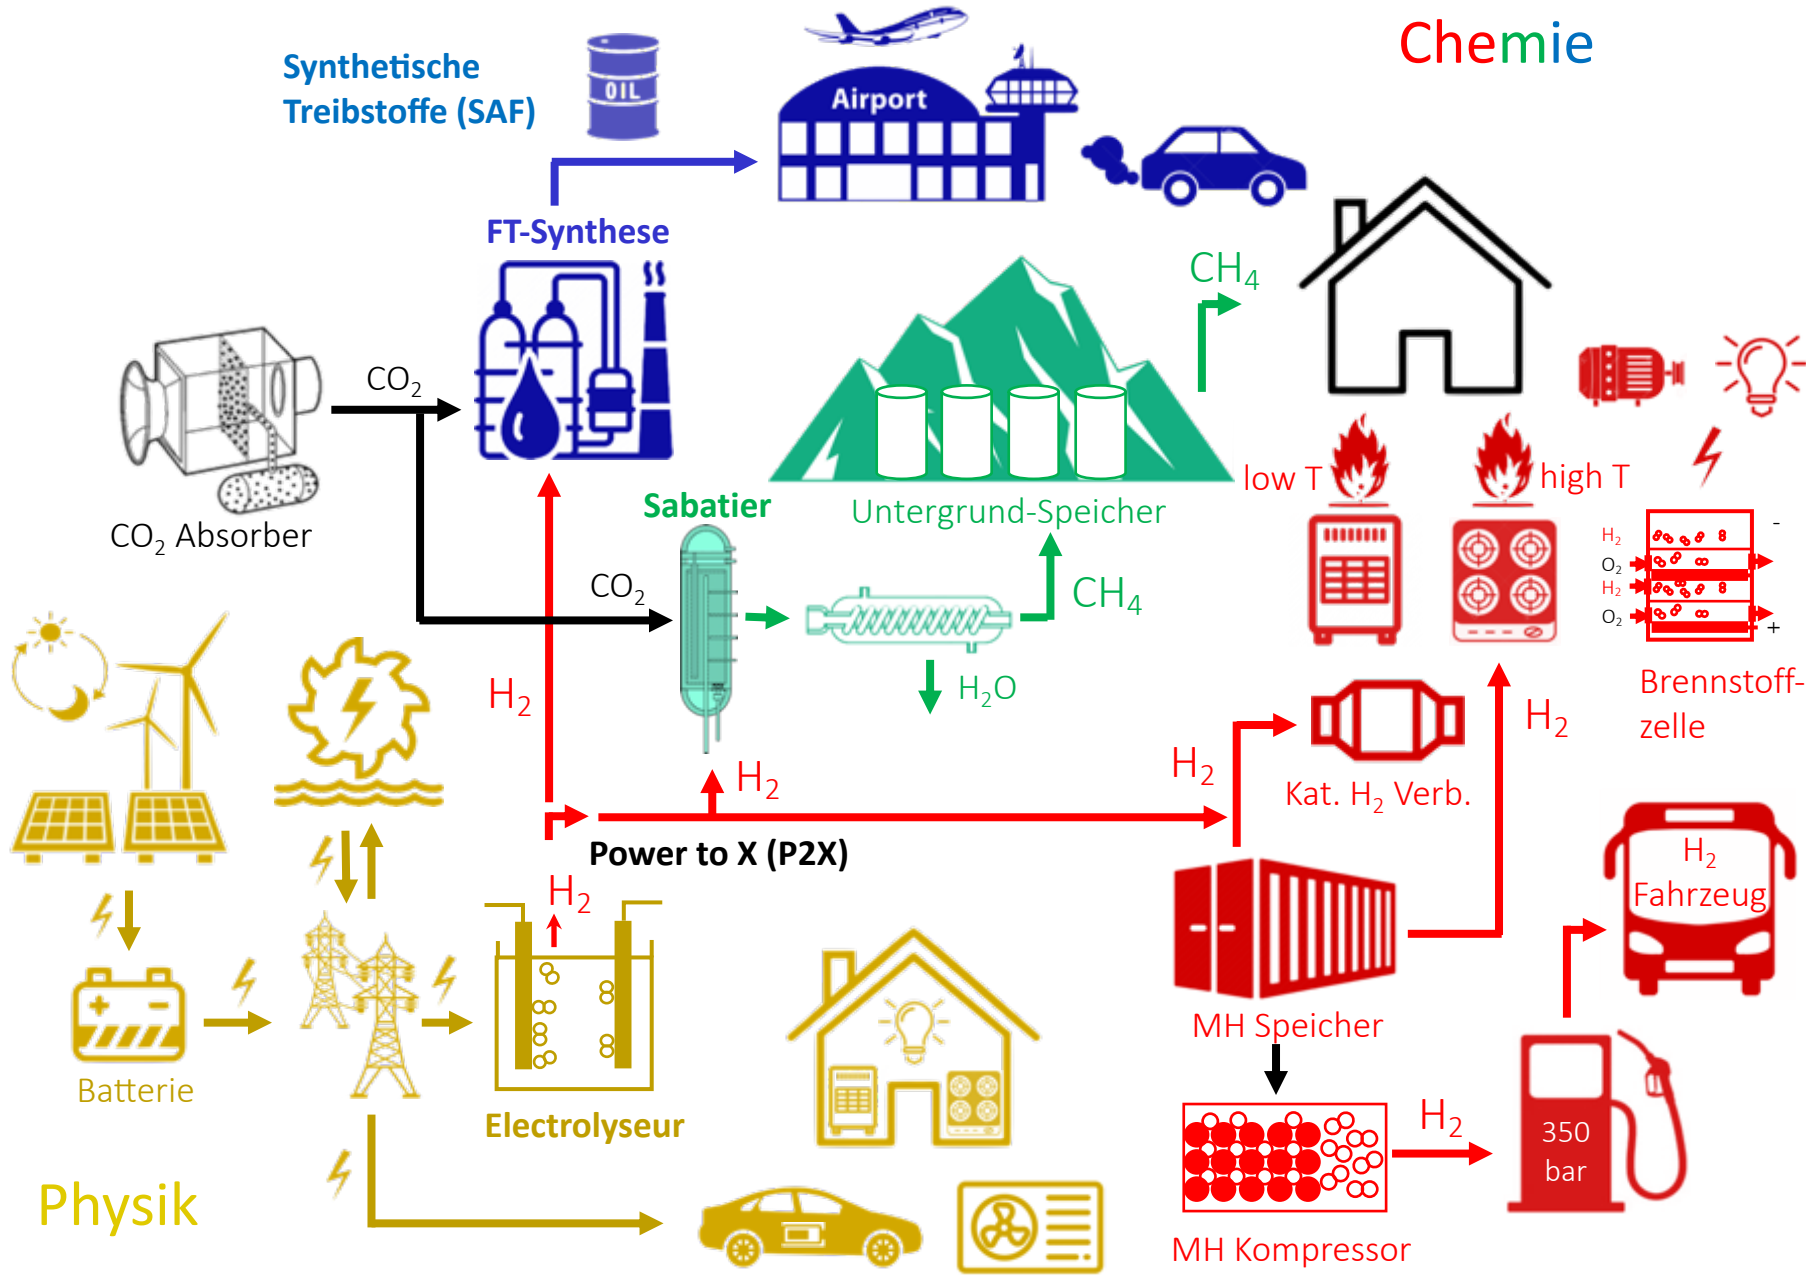 Chemie
Synthetische
Treibstoffe (SAF)
OIL
Airport
FT-Synthese
CH₄
CO₂
CO₂ Absorber
low T
high T
Sabatier
Untergrund-Speicher
H₂
O₂
H₂
O₂
-
+
CO₂
CH₄
H₂O
H₂
Brennstoff-
zelle
H₂
H₂
H₂
Kat. H₂ Verb.
Power to X (P2X)
H₂
H₂
Fahrzeug
MH Speicher
+ -
Batterie
Electrolyseur
H₂
350
bar
Physik
MH Kompressor